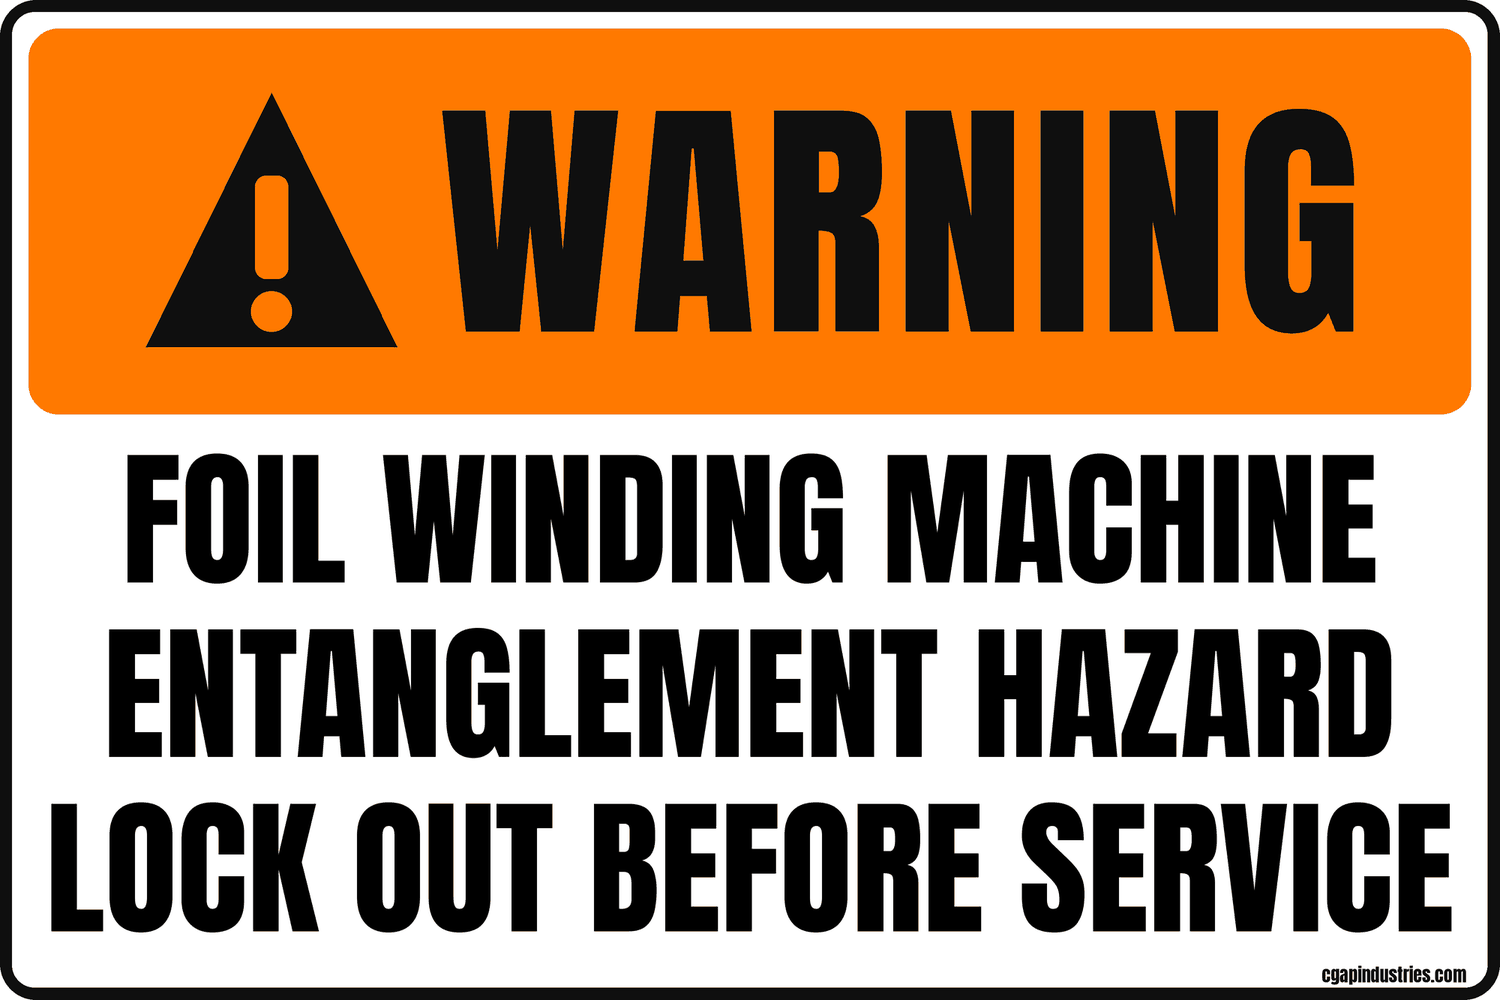 WARNING
FOIL WINDING MACHINE
ENTANGLEMENT HAZARD
LOCK OUT BEFORE SERVICE
cgapindustries.com